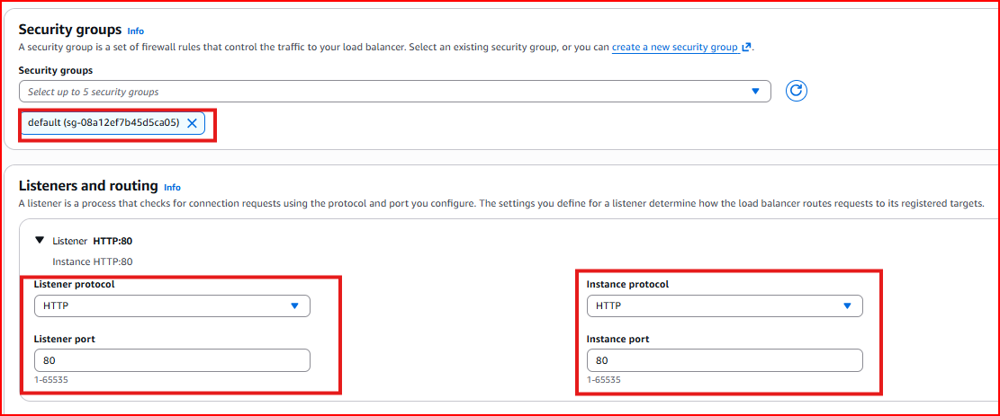 Security groups Info
A security group is a set of firewall rules that control the traffic to your load balancer. Select an existing security group, or you can create a new security group.
Security groups
Select up to 5 security groups
default (sg-08a12ef7b45d5ca05)
Listeners and routing Info
A listener is a process that checks for connection requests using the protocol and port you configure. The settings you define for a listener determine how the load balancer routes requests to its registered targets.
Listener HTTP:80
Instance HTTP:80
Listener protocol
HTTP
Listener port
80
1-65535
Instance protocol
HTTP
Instance port
80
1-65535